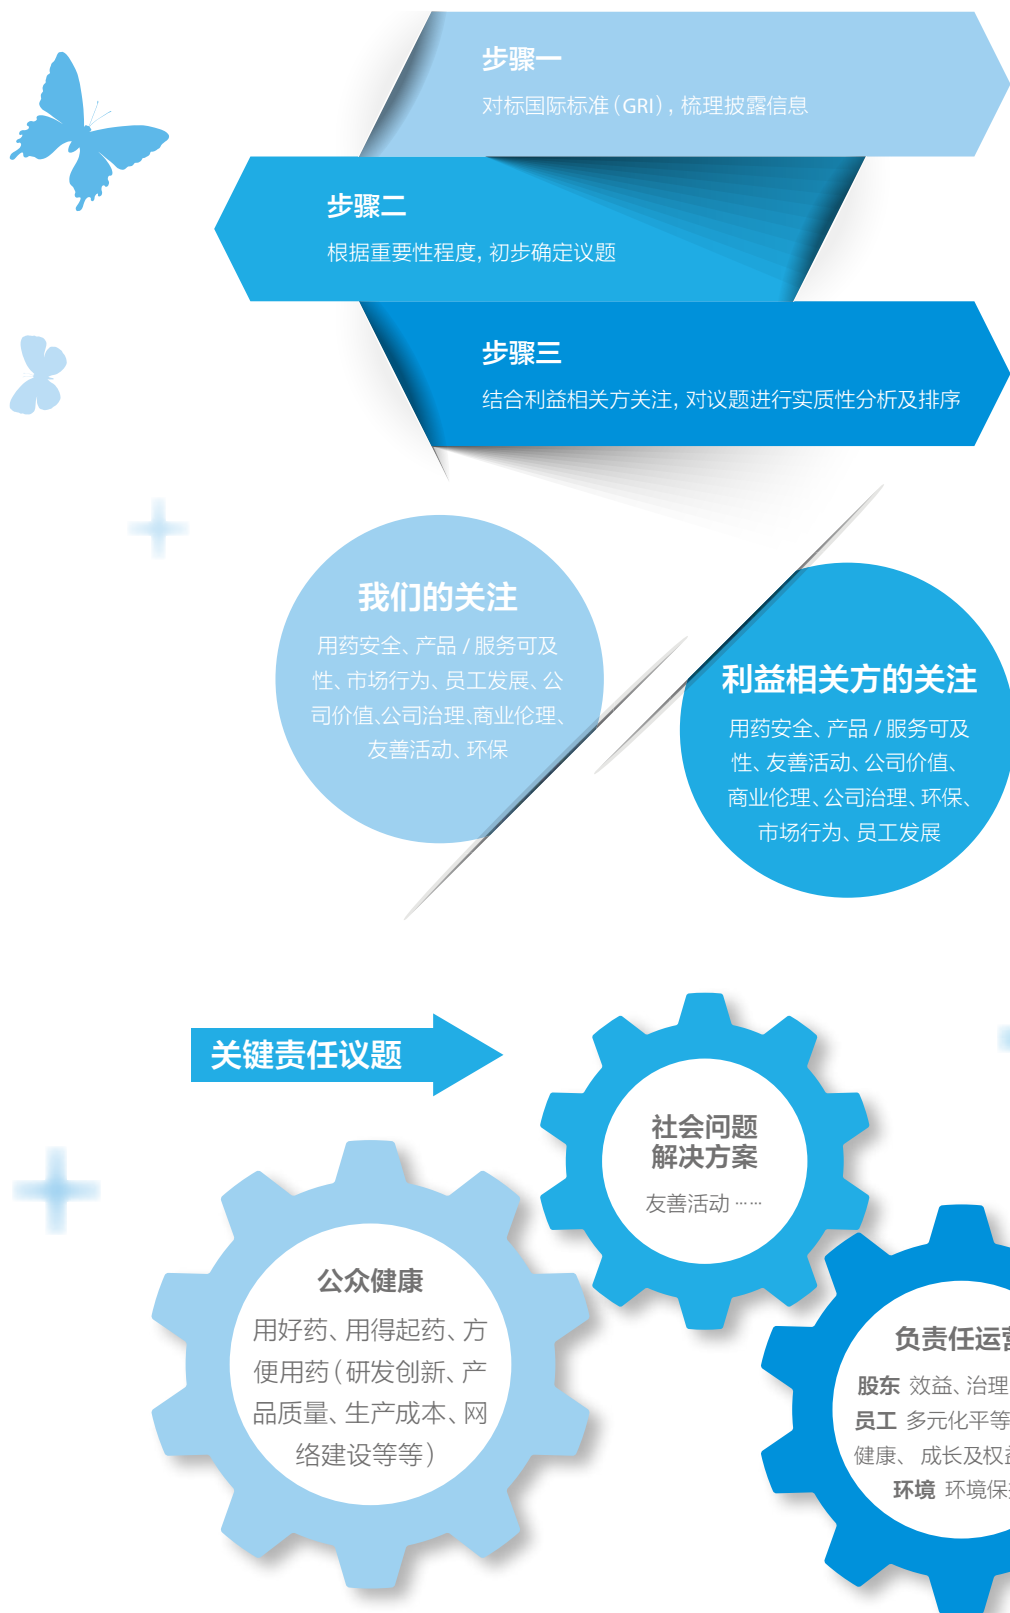 步骤一
对标国际标准（GRI），梳理披露信息
步骤二
根据重要性程度，初步确定议题
步骤三
结合利益相关方关注，对议题进行实质性分析及排序
我们的关注
用药安全、产品 / 服务可及
性、市场行为、员工发展、公
司价值、公司治理、商业伦理、
友善活动、环保
利益相关方的关注
用药安全、产品 / 服务可及
性、友善活动、公司价值、
商业伦理、公司治理、环保、
市场行为、员工发展
关键责任议题
社会问题
解决方案
友善活动 ……
公众健康
用好药、用得起药、方
便用药（研发创新、产
品质量、生产成本、网
络建设等等）
负责任运
股东 效益、治理
员工 多元化平等
健康、成长及权
环境 环境保